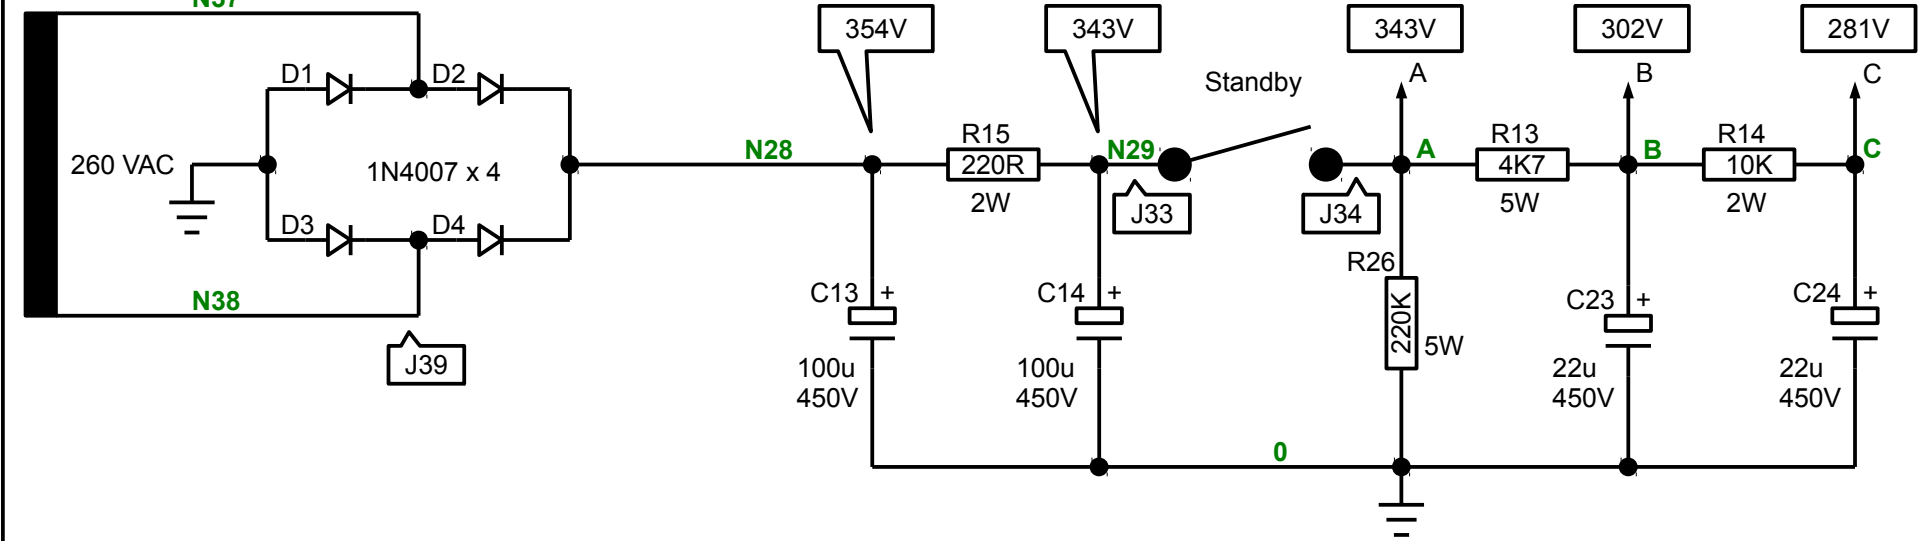 N37
354V
343V
343V
302V
281V
D1
D2
Standby
A
B
C
260 VAC
1N4007 x 4
N28
R15
220R
2W
N29
J33
J34
A
R13
4K7
5W
B
R14
10K
2W
C
D3
D4
N38
J39
C13 +
100u
450V
C14 +
100u
450V
R26
220K
5W
C23 +
22u
450V
C24 +
22u
450V
0